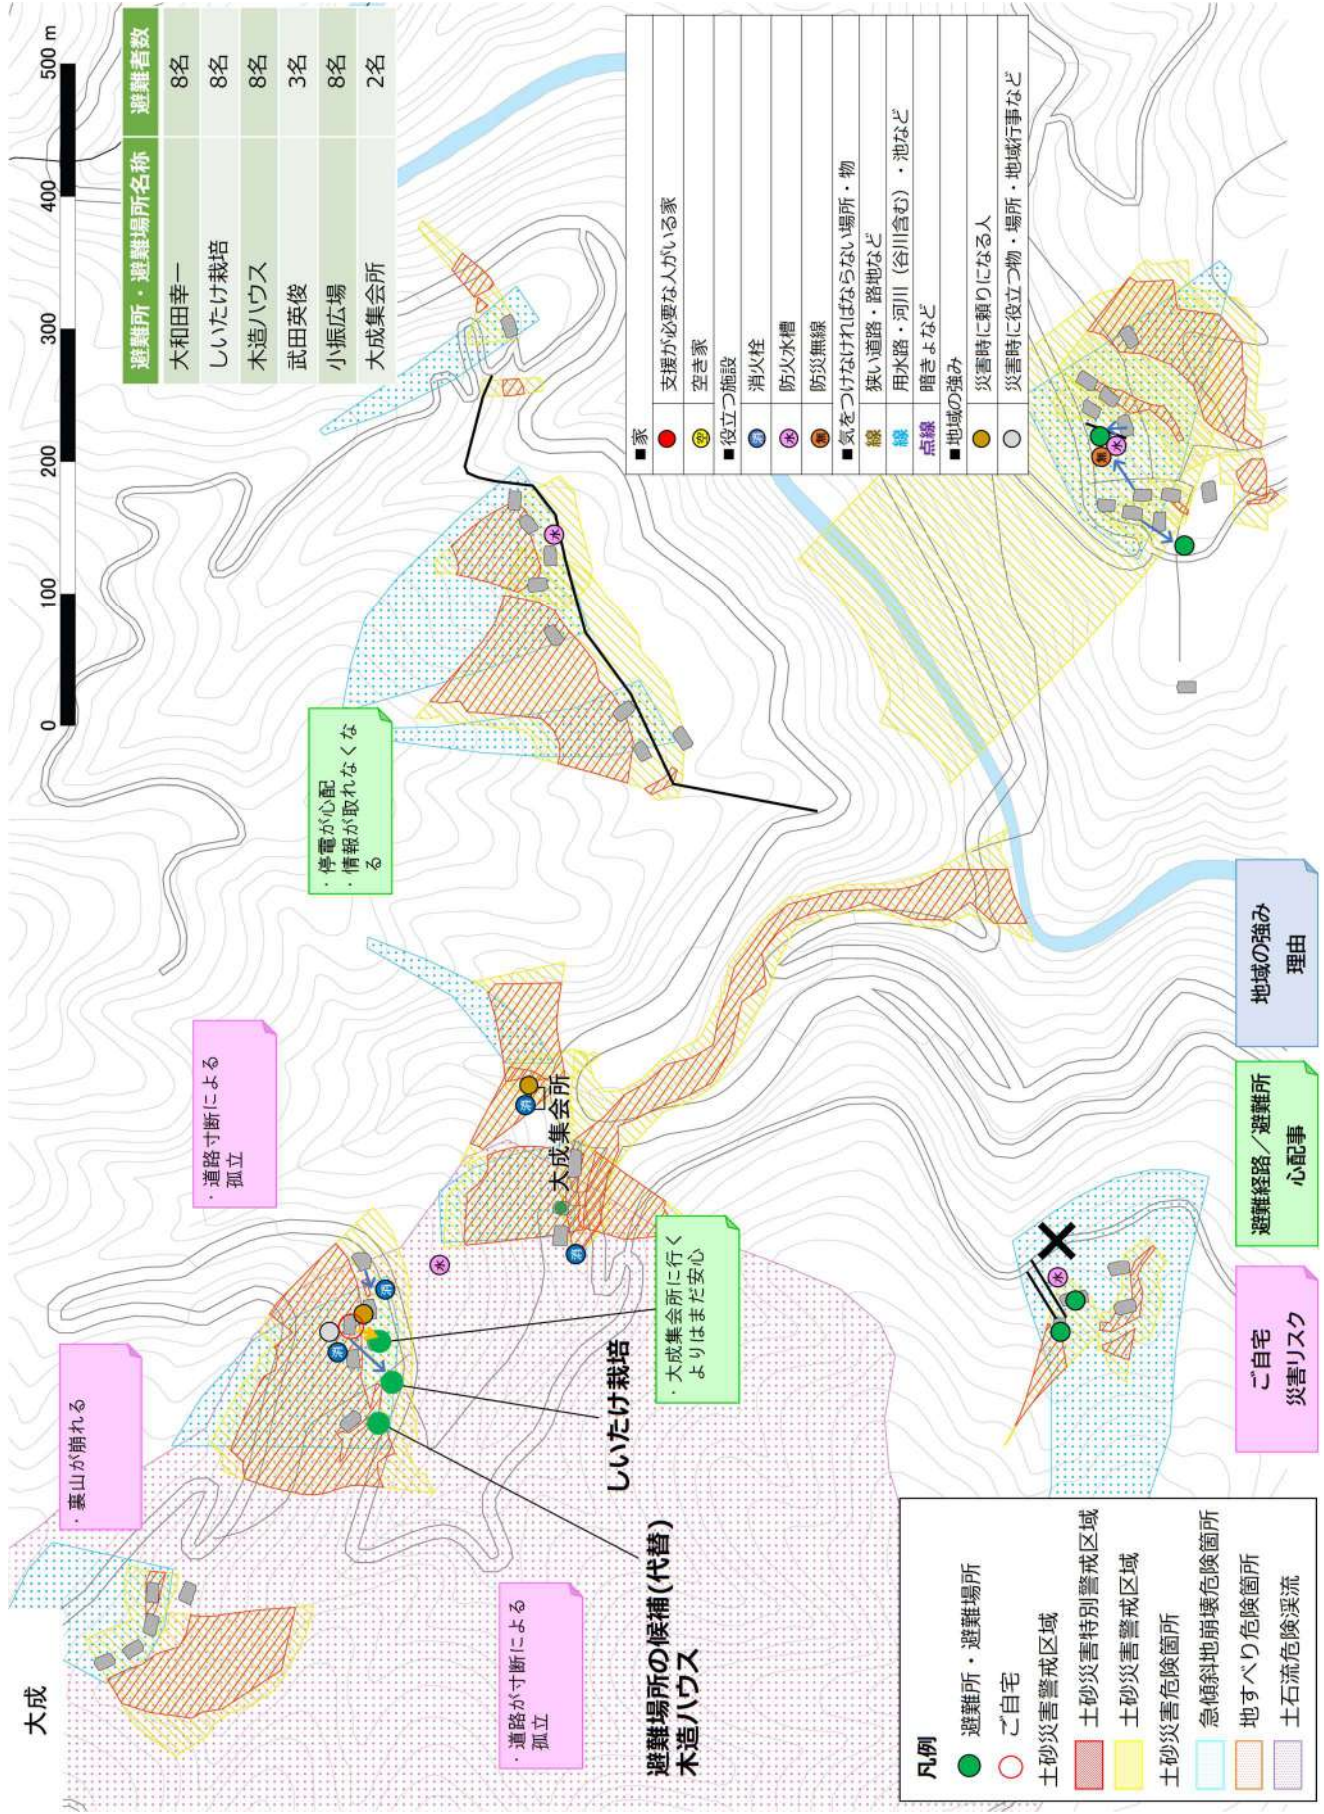 大成
・裏山が崩れる
・道路寸断による
孤立
・停電が心配
・情報が取れなくな
る
0 100 200 300 400 500 m
避難所・避難場所名称 避難者数
大和田幸一 8名
しいたけ栽培 8名
木造ハウス 8名
武田英俊 3名
小振広場 8名
大成集会所 2名
・道路が寸断による
孤立
避難場所の候補(代替)
木造ハウス
しいたけ栽培
・大成集会所に行く
よりはまだ安心
大成集会所
消
消
消
消
水
水
水
水
無
■家
支援が必要な人がいる家
空 空き家
■役立つ施設
消 消火栓
水 防火水槽
無 防災無線
■気をつけなければならない場所・物
線 狭い道路・路地など
線 用水路・河川(谷川含む)・池など
点線 暗きょなど
■地域の強み
災害時に頼りになる人
災害時に役立つ物・場所・地域行事など
凡例
避難所・避難場所
ご自宅
土砂災害警戒区域
土砂災害特別警戒区域
土砂災害警戒区域
土砂災害危険箇所
急傾斜地崩壊危険箇所
地すべり危険箇所
土石流危険渓流
ご自宅
災害リスク
避難経路/避難所
心配事
地域の強み
理由